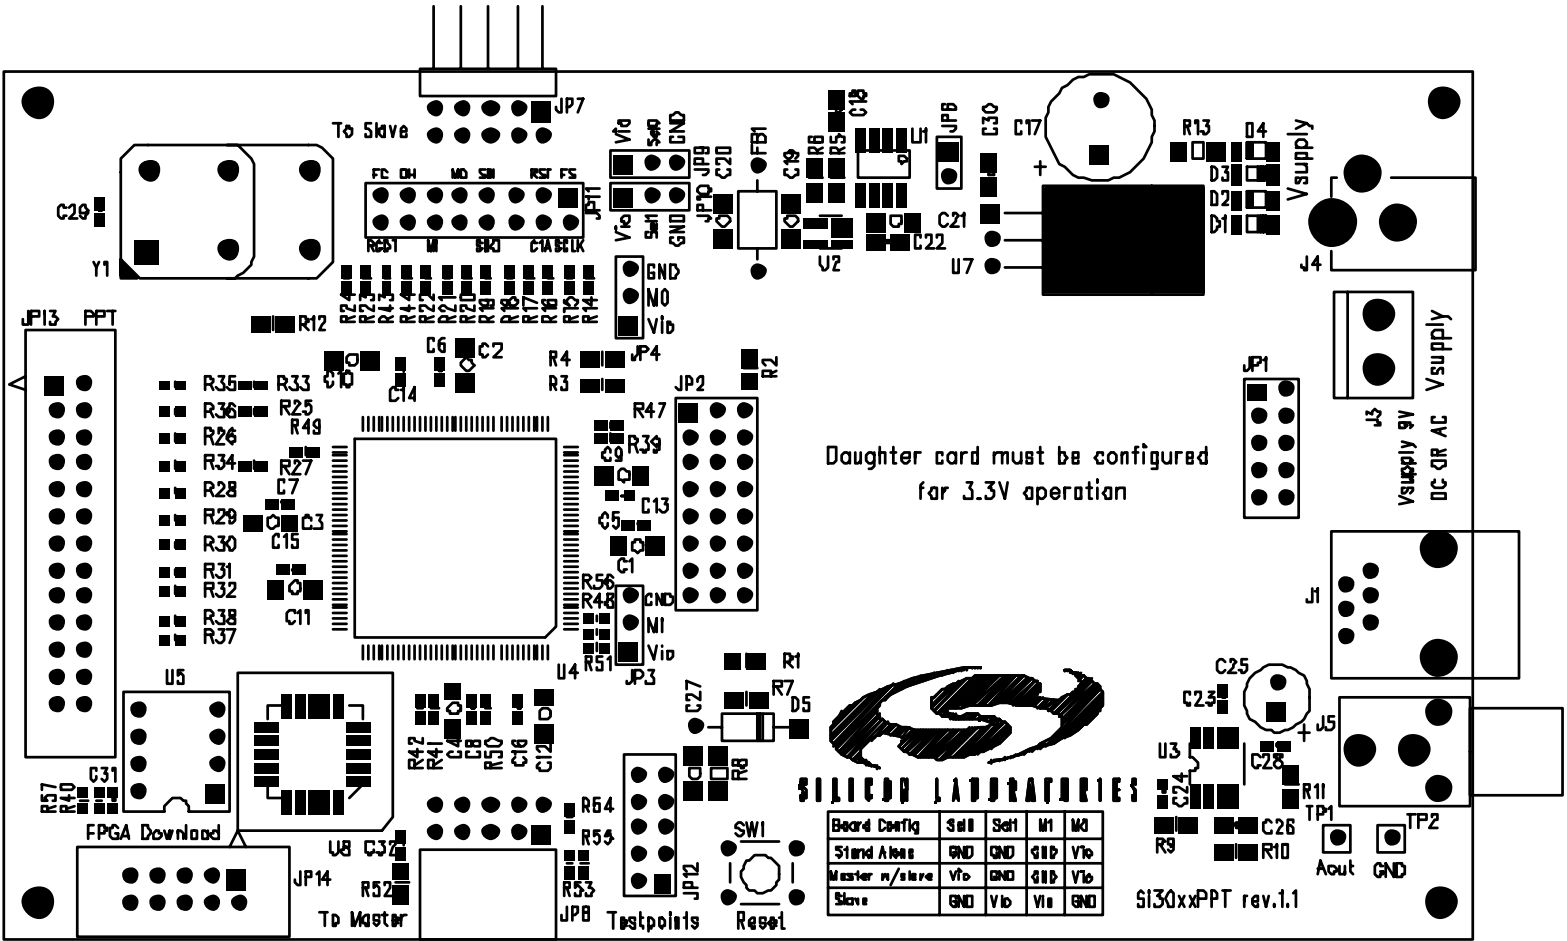 JP7
To Slave
Vio Sel0 GND
JP9
C20
FB1
C19
C18
R6
R5
U1
JP6
C30
C17
+
R13
D4
D3
D2
D1
Vsupply
J4
FC OH M0 SDI RST FS
JP11
RGDT MI SDO C1A SCLK
JP10
Vio Sel1 GND
C29
Y1
C21
C22
U2
U7
R24 R23 R43 R44 R22 R21 R20 R19 R18 R17 R16 R15 R14
GND
M0
Vio
JP4
JP13 PPT
R12
C6
C2
C10
C14
R4
R3
R2
JP2
JP1
J3
Vsupply 9V
DC OR AC Vsupply
R35 R33
R36 R25
R49
R26
R34 R27
R28 C7
R29 C3
R30 C15
R31
R32
C11
R38
R37
R47
R39
C9
C13
C5
C1
Daughter card must be configured
for 3.3V operation
J1
R56
R48
GND
M1
Vio
R51
JP3
U5
U4
R1
R7
C27
D5
R8
C25
C23
+
J5
U3
C28
C24
R11
TP1
R42 R41 C4 C8 R50 C16 C12
C31
R57 R40
FPGA Download
U8 C32
R54
R55
SILICON LABORATORIES
Board Config Sel0 Sel1 M1 M0
Stand Alone GND GND GND Vio
Master w/slave Vio GND GND Vio
Slave GND Vio Vio GND
SW1
C26
R9
R10
TP2
Aout
GND
JP14
R52
R53
JP12
To Master
JP8
Testpoints
Reset
Si30xxPPT rev.1.1